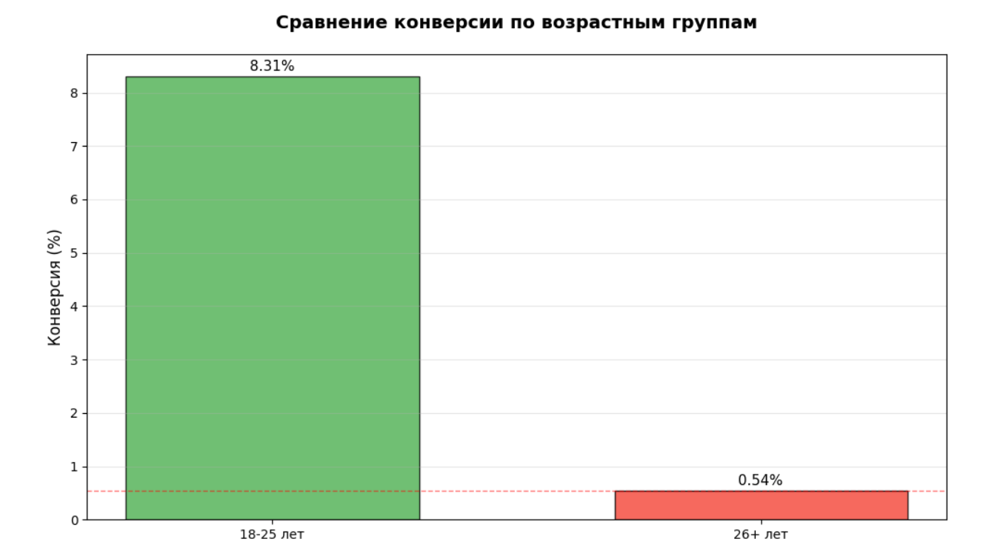 Сравнение конверсии по возрастным группам
8.31%
8
7
6
5
4
3
2
1
0
Конверсия (%)
0.54%
18-25 лет
26+ лет